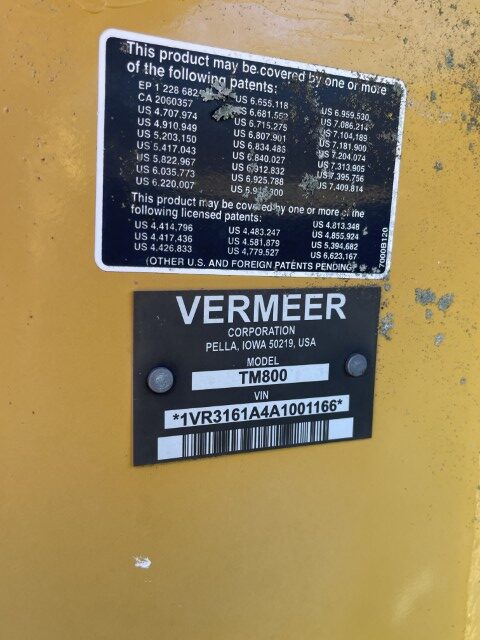 This product may be covered by one or more
of the following patents:
EP 1 228 682
CA 2060357
US 4.707,974
US 4,910,949
US 5.203.150
US 5.417,043
US 5.822,967
US 6.035,773
US 6.220.007
US 6.655,118
US 6.681,552
US 6.715,275
US 6.807,901
US 6,834,483
US 6,840,027
US 6,912,832
US 6,925,788
US 6,959,530
US 7,086,214
US 7,104,189
US 7,181,900
US 7,204,074
US 7,313,905
US 7,395,756
US 7,409,814
This product may be covered by one or more of the
following licensed patents:
US 4,414,796
US 4,417,436
US 4.426.833
US 4,483.247
US 4,581,879
US 4,779,527
US 4,813,348
US 4,855,924
US 5,394,682
US 6,623,167
(OTHER U.S. AND FOREIGN PATENTS PENDING)
7000B120
VERMEER
CORPORATION
PELLA, IOWA 50219, USA
MODEL
TM800
VIN
*1VR3161A4A1001166*